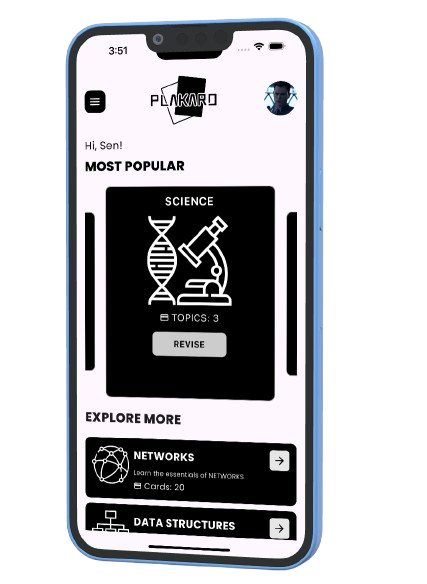 3:51
PLAKARD
Hi, Sen!
MOST POPULAR
SCIENCE
TOPICS: 3
REVISE
EXPLORE MORE
NETWORKS
Learn the essentials of NETWORKS
Cards: 20
DATA STRUCTURES